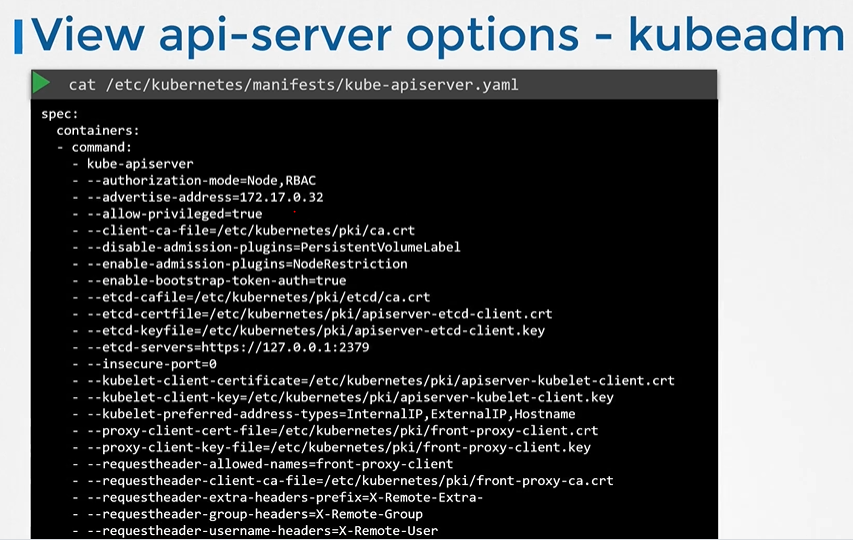 View api-server options - kubeadm
cat /etc/kubernetes/manifests/kube-apiserver.yaml
spec:
  containers:
  - command:
    - kube-apiserver
    - --authorization-mode=Node,RBAC
    - --advertise-address=172.17.0.32
    - --allow-privileged=true
    - --client-ca-file=/etc/kubernetes/pki/ca.crt
    - --disable-admission-plugins=PersistentVolumeLabel
    - --enable-admission-plugins=NodeRestriction
    - --enable-bootstrap-token-auth=true
    - --etcd-cafile=/etc/kubernetes/pki/etcd/ca.crt
    - --etcd-certfile=/etc/kubernetes/pki/apiserver-etcd-client.crt
    - --etcd-keyfile=/etc/kubernetes/pki/apiserver-etcd-client.key
    - --etcd-servers=https://127.0.0.1:2379
    - --insecure-port=0
    - --kubelet-client-certificate=/etc/kubernetes/pki/apiserver-kubelet-client.crt
    - --kubelet-client-key=/etc/kubernetes/pki/apiserver-kubelet-client.key
    - --kubelet-preferred-address-types=InternalIP,ExternalIP,Hostname
    - --proxy-client-cert-file=/etc/kubernetes/pki/front-proxy-client.crt
    - --proxy-client-key-file=/etc/kubernetes/pki/front-proxy-client.key
    - --requestheader-allowed-names=front-proxy-client
    - --requestheader-client-ca-file=/etc/kubernetes/pki/front-proxy-ca.crt
    - --requestheader-extra-headers-prefix=X-Remote-Extra-
    - --requestheader-group-headers=X-Remote-Group
    - --requestheader-username-headers=X-Remote-User